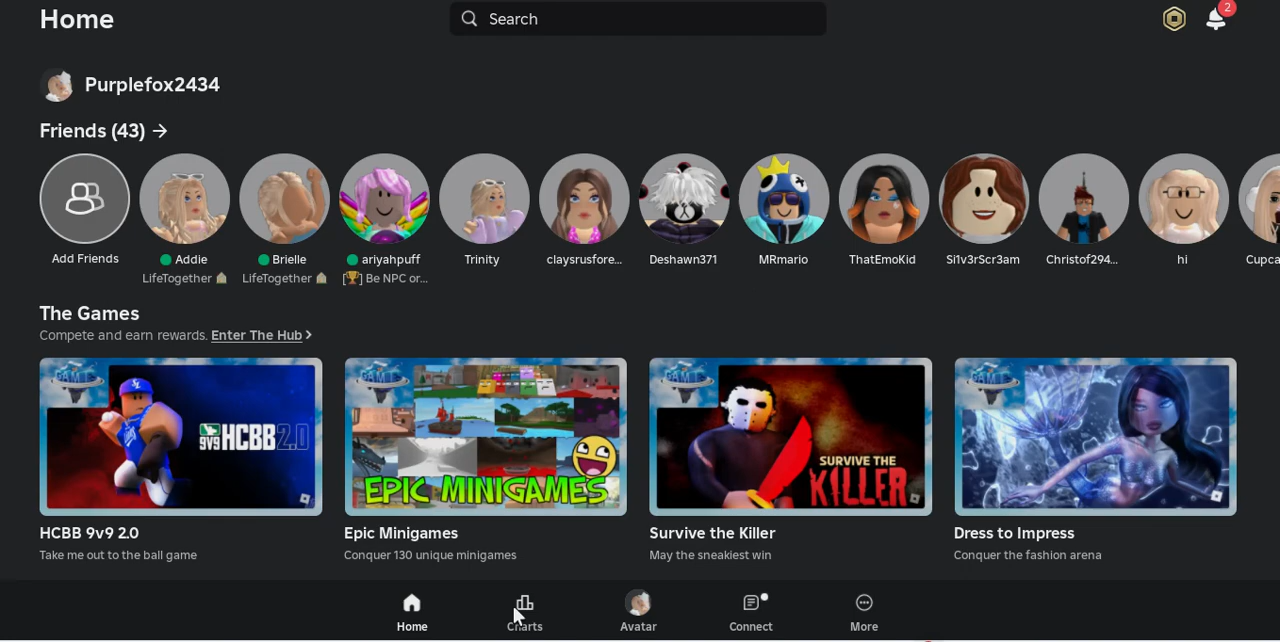 Home
Search
2
Purplefox2434
Friends (43)
Add Friends
Addie
LifeTogether
Brielle
LifeTogether
ariyahpuff
[🏆] Be NPC or...
Trinity
claysrusfore...
Deshawn371
MRmario
ThatEmoKid
Si1v3rScr3am
Christof294...
hi
Cupca
The Games
Compete and earn rewards. Enter The Hub
9V9 HCBB 2.0
EPIC MINIGAMES
SURVIVE THE
KILLER
HCBB 9v9 2.0
Take me out to the ball game
Epic Minigames
Conquer 130 unique minigames
Survive the Killer
May the sneakiest win
Dress to Impress
Conquer the fashion arena
Home
Charts
Avatar
Connect
More